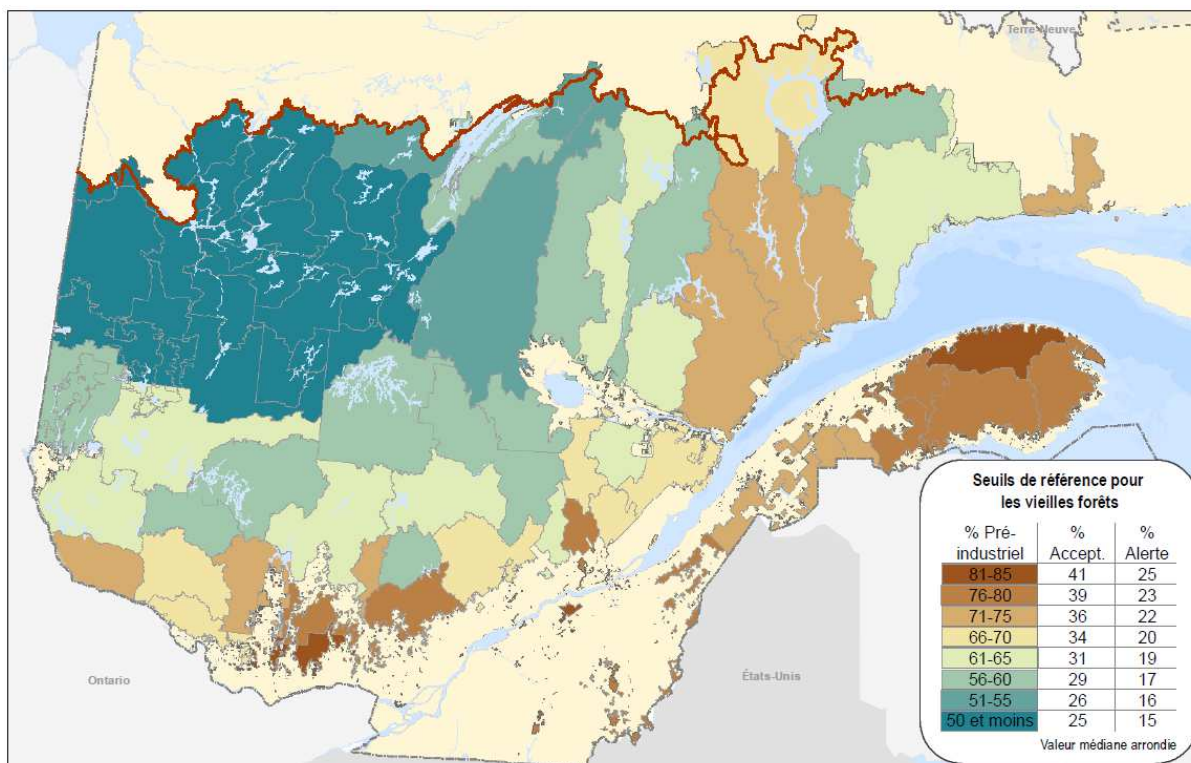 Terre-Neuve
Ontario
États-Unis
Seuils de référence pour
les vieilles forêts
% Pré-
industriel
%
Accept.
%
Alerte
81-85 41 25
76-80 39 23
71-75 36 22
66-70 34 20
61-65 31 19
56-60 29 17
51-55 26 16
50 et moins 25 15
Valeur médiane arrondie